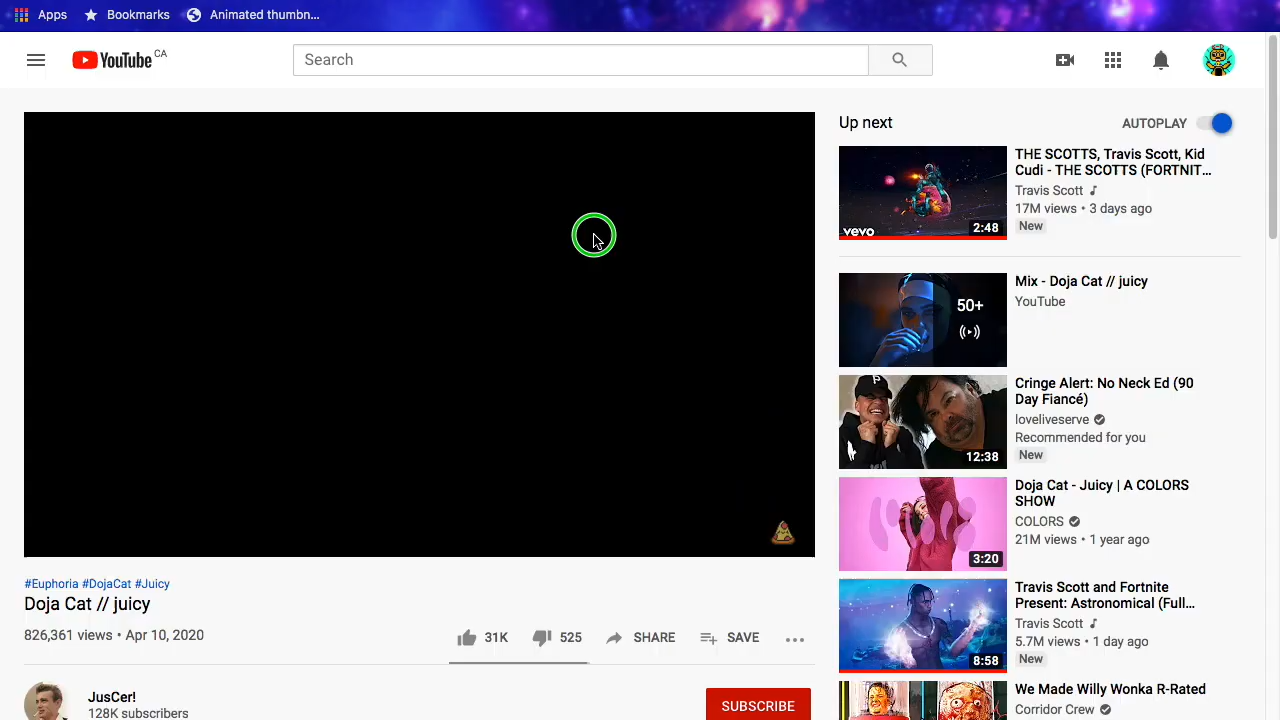 Apps Bookmarks Animated thumbn...
YouTube CA
Search
Up next AUTOPLAY
THE SCOTTS, Travis Scott, Kid
Cudi - THE SCOTTS (FORTNIT...
Travis Scott
17M views • 3 days ago
New
vevo 2:48
Mix - Doja Cat // juicy
YouTube
50+
Cringe Alert: No Neck Ed (90
Day Fiancé)
loveliveserve
Recommended for you
New
12:38
Doja Cat - Juicy | A COLORS
SHOW
COLORS
21M views • 1 year ago
3:20
Travis Scott and Fortnite
Present: Astronomical (Full...
Travis Scott
5.7M views • 1 day ago
New
8:58
We Made Willy Wonka R-Rated
Corridor Crew
#Euphoria #DojaCat #Juicy
Doja Cat // juicy
826,361 views • Apr 10, 2020
31K 525 SHARE SAVE
JusCer!
128K subscribers
SUBSCRIBE